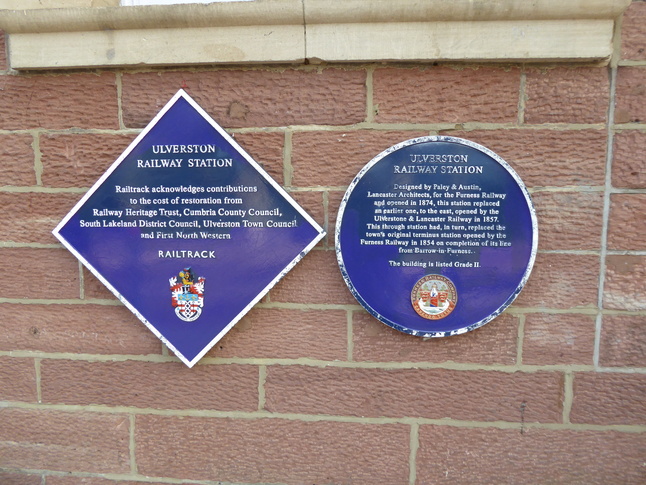 ULVERSTON
RAILWAY STATION
Railtrack acknowledges contributions
to the cost of restoration from
Railway Heritage Trust, Cumbria County Council,
South Lakeland District Council, Ulverston Town Council
and First North Western
RAILTRACK
ULVERSTON
RAILWAY STATION
Designed by Paley & Austin,
Lancaster Architects, for the Furness Railway
and opened in 1874, this station replaced
an earlier one, to the east, opened by the
Ulverstone & Lancaster Railway in 1857.
This through station had, in turn, replaced the
town's original terminus station opened by the
Furness Railway in 1854 on completion of its line
from Barrow-in-Furness.
The building is listed Grade II.